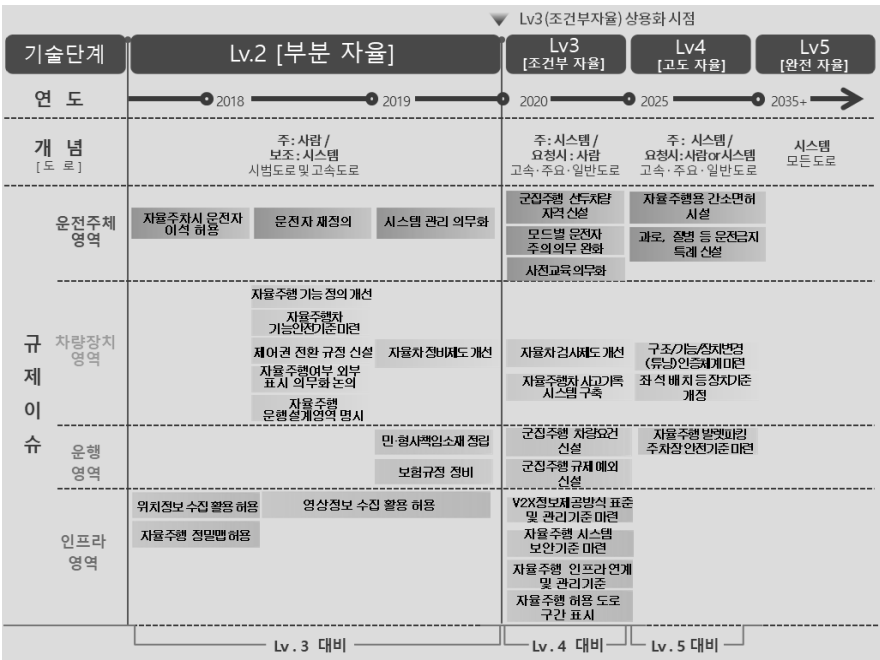 Lv3(조건부자율) 상용화 시점
기술단계
Lv.2 [부분 자율]
Lv3
[조건부 자율]
Lv4
[고도 자율]
Lv5
[완전 자율]
연 도
2018
2019
2020
2025
2035+
개 념
[도 로]
주: 사람 /
보조: 시스템
시범도로 및 고속도로
주: 시스템 /
요청시 : 사람
고속·주요·일반도로
주: 시스템/
요청시:사람or시스템
고속·주요·일반도로
시스템
모든도로
규제이슈
운전주체
영역
자율주차시 운전자
이석 허용
운전자 재정의
시스템 관리 의무화
군집주행 선두차량
자격 신설
모드별 운전자
주의의무 완화
사전교육 의무화
자율주행용 간소면허
시설
과로, 질병 등 운전금지
특례 신설
차량장치
영역
자율주행 기능 정의 개선
자율주행차
기능안전기준 마련
제어권 전환 규정 신설
자율주행여부 외부
표시 의무화 논의
자율주행
운행설계영역 명시
자율차 정비제도 개선
자율차 검사제도 개선
자율주행차 사고기록
시스템 구축
구조/기능/장치변경
(튜닝)인증체계 마련
좌석배치 등 장치기준
개정
운행
영역
민·형사책임소재 정립
보험규정 정비
군집주행 차량요건
신설
군집주행 규제 예외
신설
자율주행 발렛파킹
주차장 안전기준 마련
인프라
영역
위치정보 수집 활용 허용
영상정보 수집 활용 허용
자율주행 정밀맵 허용
V2X정보제공방식 표준
및 관리기준 마련
자율주행 시스템
보안기준 마련
자율주행 인프라 연계
및 관리기준
자율주행 허용 도로
구간 표시
Lv.3 대비
Lv.4 대비
Lv.5 대비